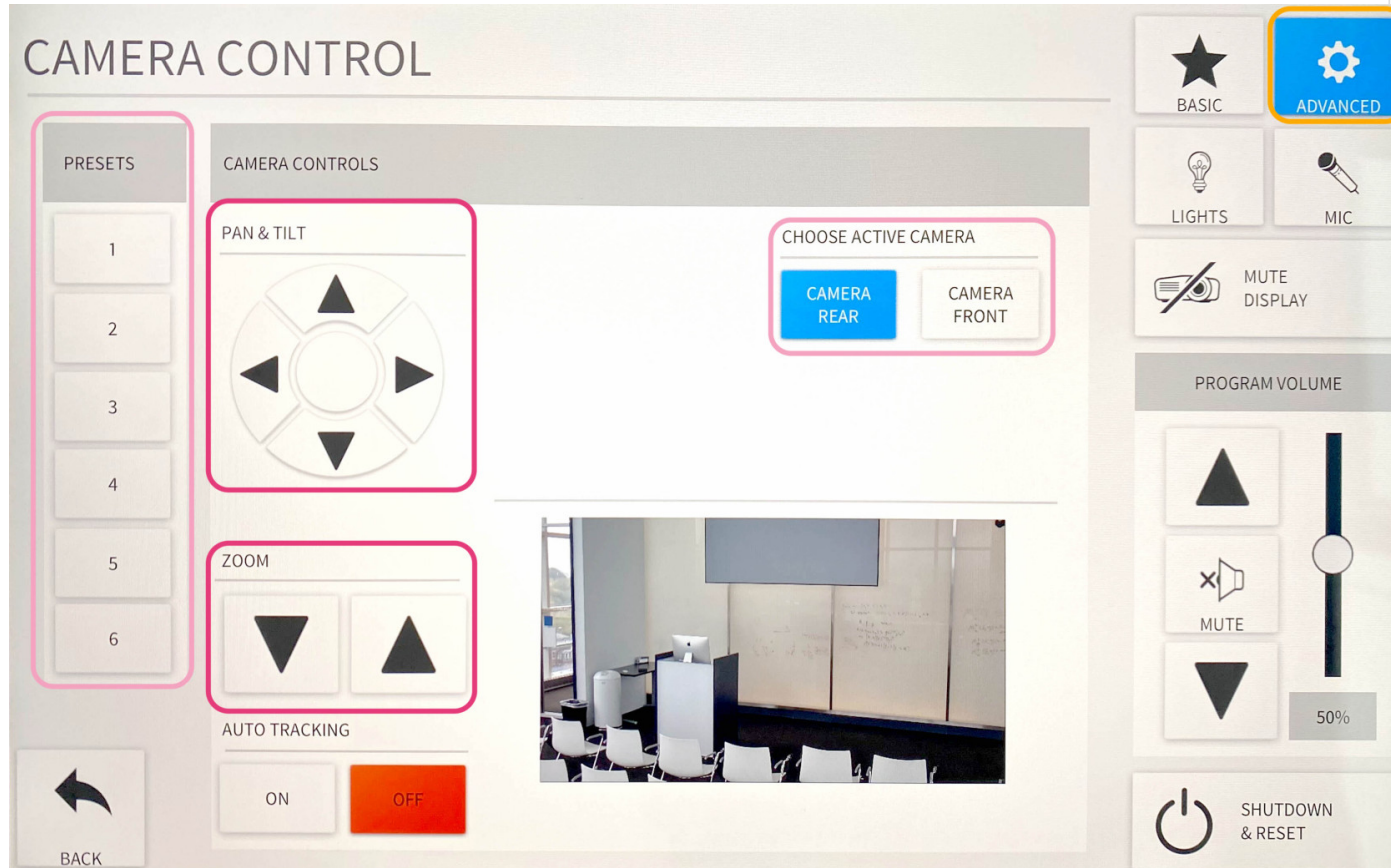 CAMERA CONTROL
PRESETS
1
2
3
4
5
6
BACK
CAMERA CONTROLS
PAN & TILT
ZOOM
AUTO TRACKING
ON
OFF
CHOOSE ACTIVE CAMERA
CAMERA
REAR
CAMERA
FRONT
BASIC
ADVANCED
LIGHTS
MIC
MUTE
DISPLAY
PROGRAM VOLUME
MUTE
50%
SHUTDOWN
& RESET